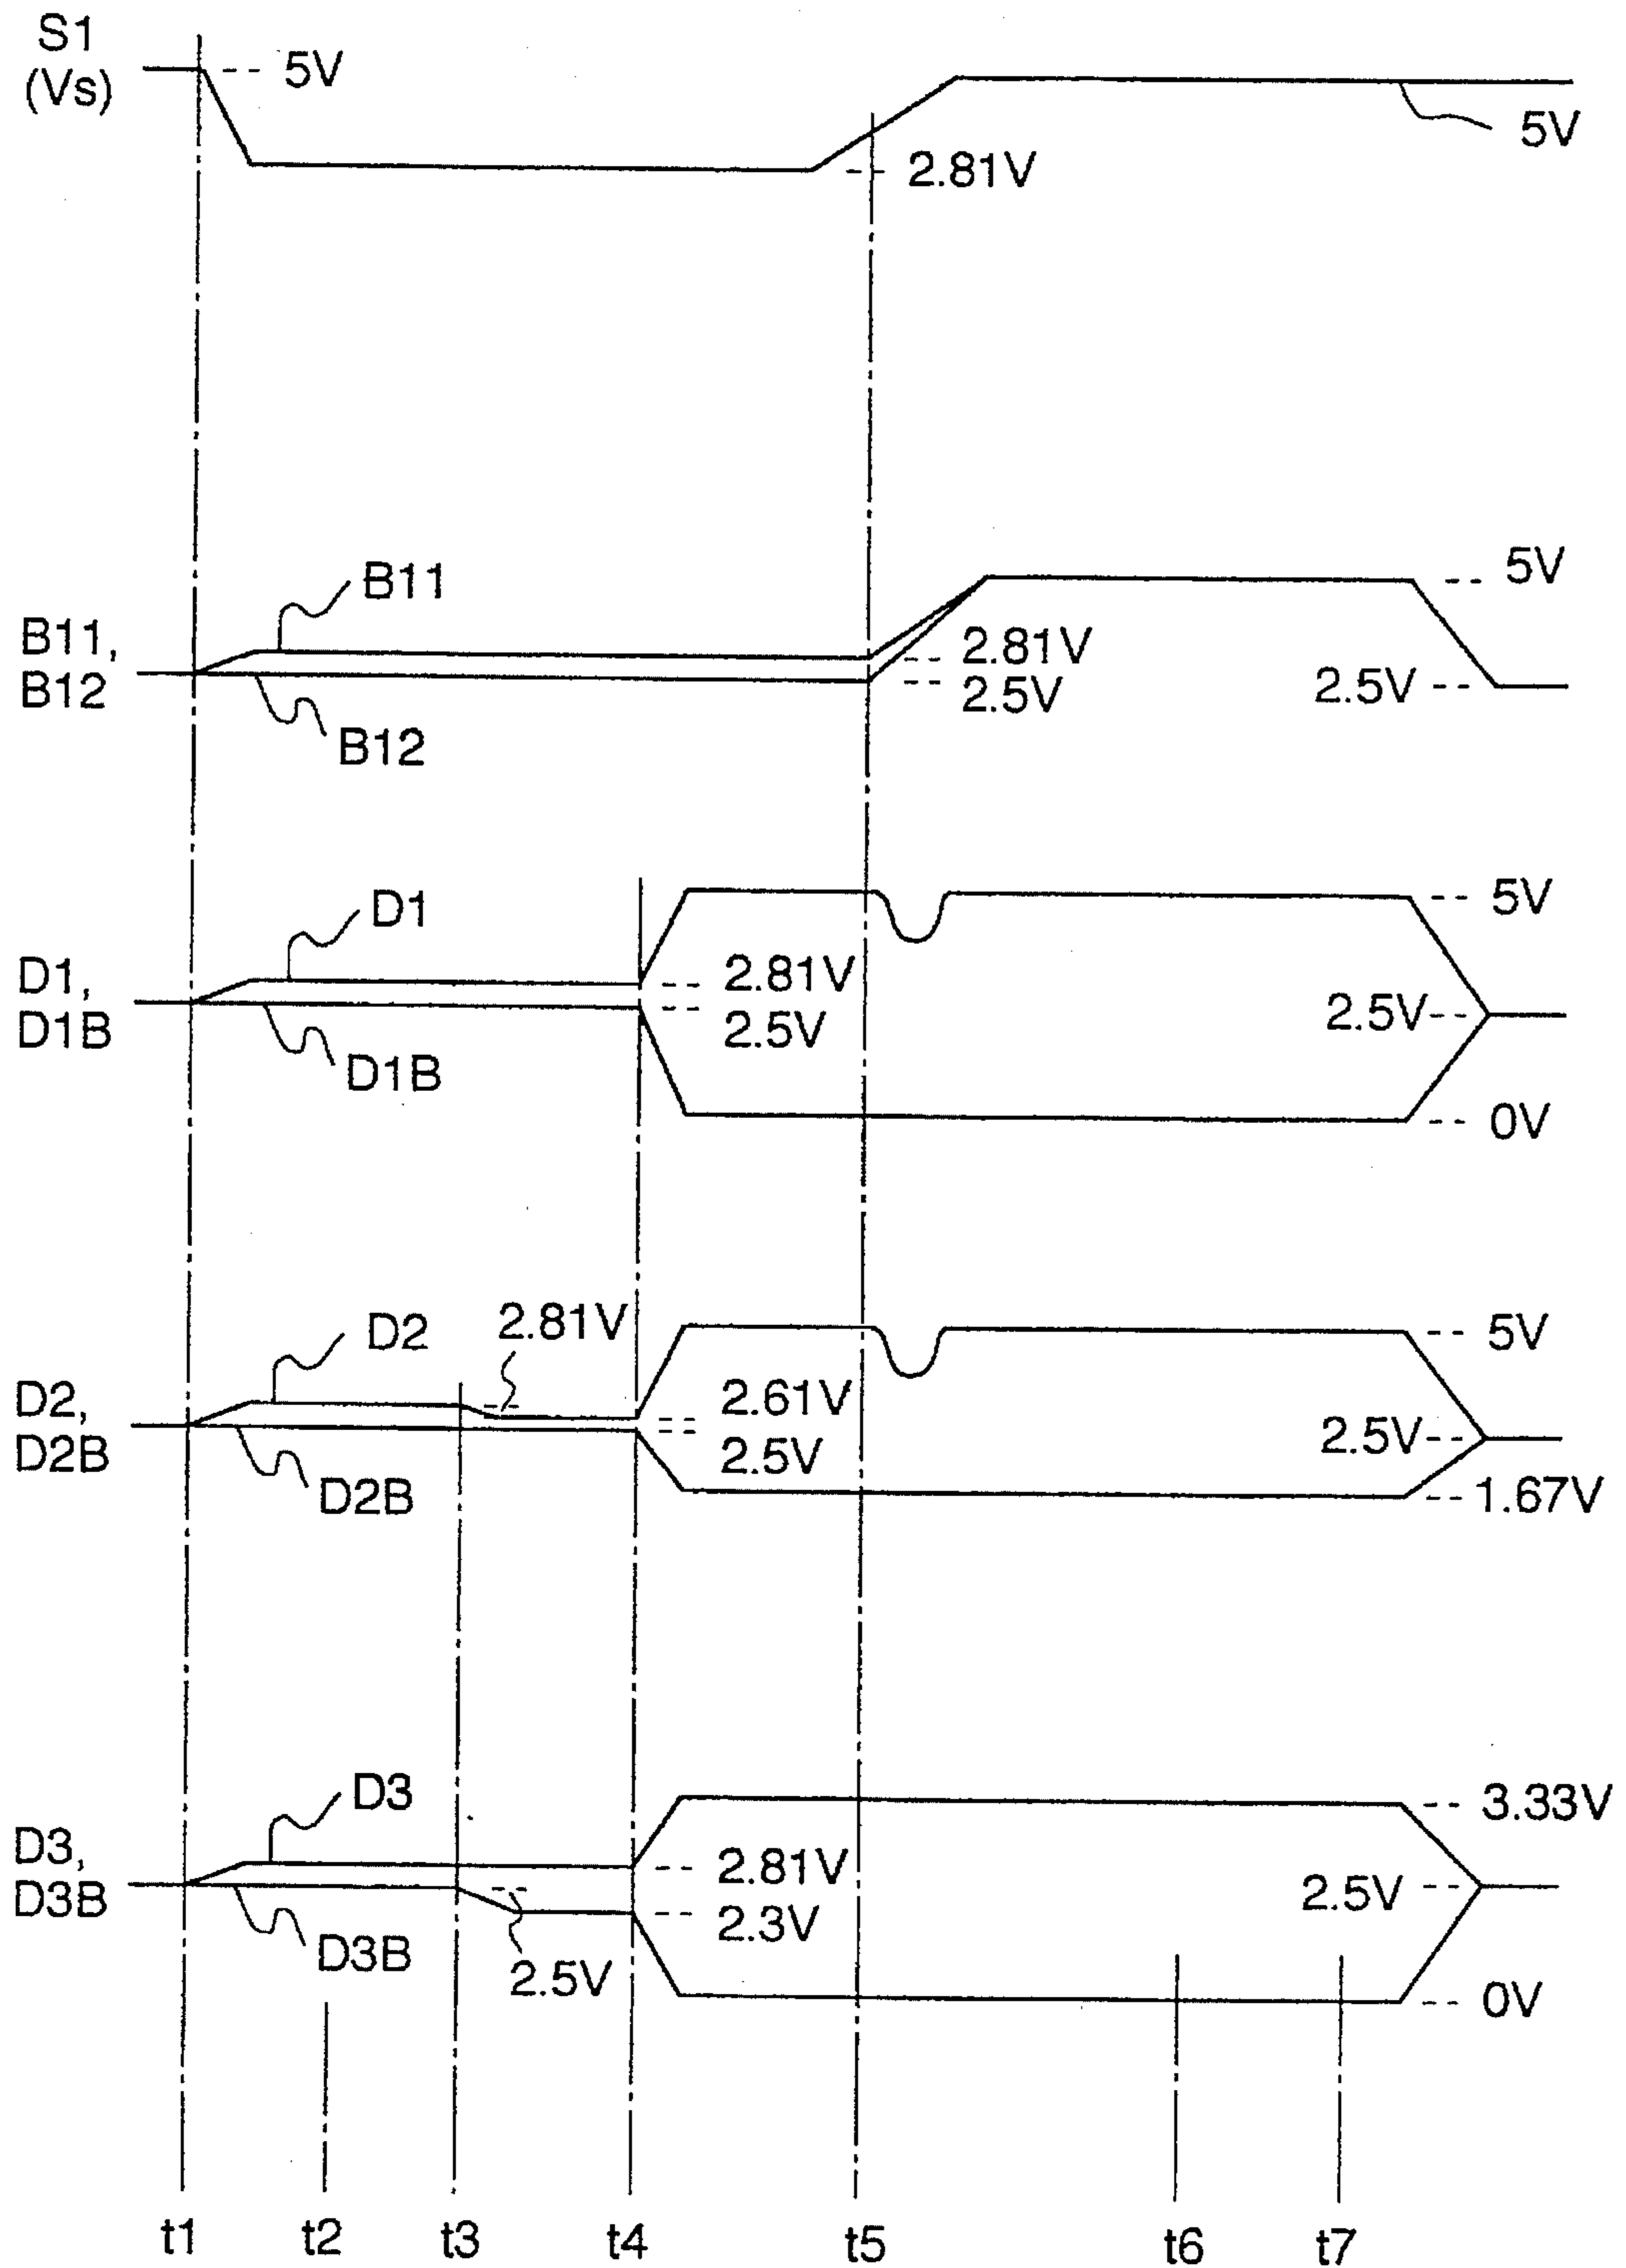 S1
(Vs)
5V
5V
2.81V
B11
5V
B11,
B12
2.81V
2.5V
2.5V
B12
D1
5V
D1,
D1B
2.81V
2.5V
2.5V
D1B
0V
D2
2.81V
5V
D2,
D2B
2.61V
2.5V
2.5V
D2B
1.67V
D3
3.33V
D3,
D3B
2.81V
2.3V
2.5V
D3B
2.5V
0V
t1 t2 t3 t4 t5 t6 t7